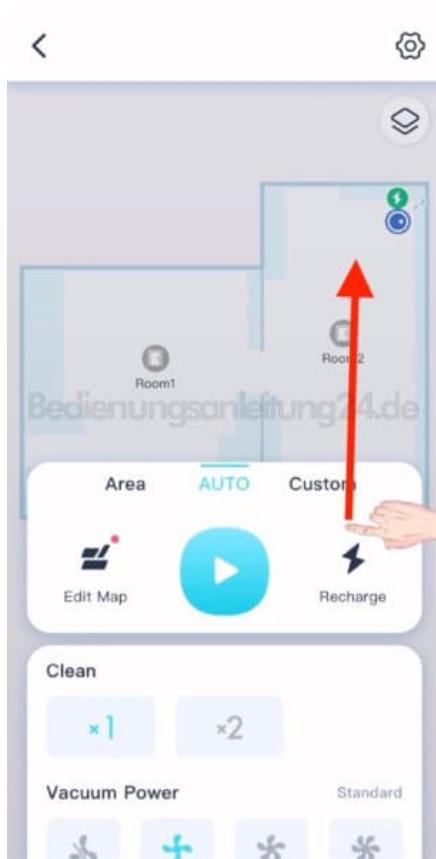 Room1
Room2
Bedienungsanleitung24.de
Area AUTO Custom
Edit Map Recharge
Clean
×1 ×2
Vacuum Power Standard